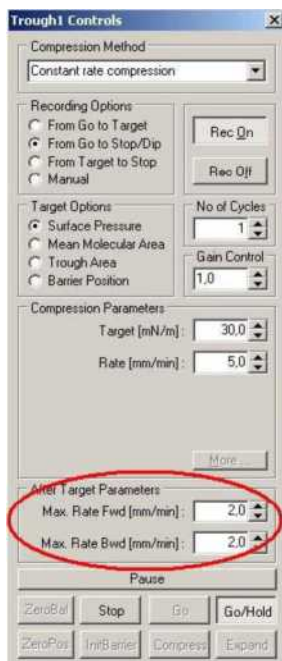 Trough1 Controls
Compression Method
Constant rate compression
Recording Options
From Go to Target
From Go to Stop/Dip
From Target to Stop
Manual
Rec On
Rec Off
Target Options
Surface Pressure
Mean Molecular Area
Trough Area
Barrier Position
No of Cycles
1
Gain Control
1,0
Compression Parameters
Target [mN/m] : 30,0
Rate [mm/min] : 5,0
More...
After Target Parameters
Max. Rate Fwd [mm/min] : 2,0
Max. Rate Bwd [mm/min] : 2,0
Pause
ZeroBal Stop Go Go/Hold
ZeroPos InitBarrier Compress Expand